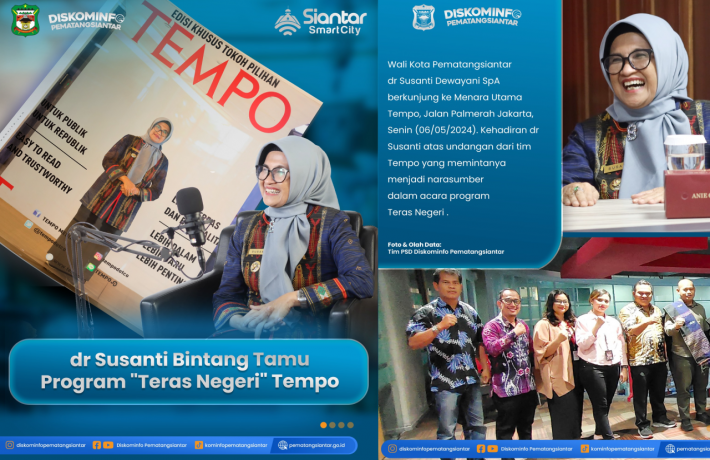 DISKOMINFO
PEMATANGSIANTAR
Siantar
SmartCity
EDISI KHUSUS TOKOH PILIHAN
TEMPO
UNTUK PUBLIK
UNTUK REPUBLIK
EASY TO READ
AND TRUSTWORTHY
LEBIH DALAM
LEBIH BARU
LEBIH PENTING
dr Susanti Bintang Tamu
Program "Teras Negeri" Tempo
diskominfopematangsiantar
Diskominfo Pematangsiantar
kominfopematangsiantar
pematangsiantar.go.id
DISKOMINFO
PEMATANGSIANTAR
Wali Kota Pematangsiantar
dr Susanti Dewayani SpA
berkunjung ke Menara Utama
Tempo, Jalan Palmerah Jakarta,
Senin (06/05/2024). Kehadiran dr
Susanti atas undangan dari tim
Tempo yang memintanya
menjadi narasumber
dalam acara program
Teras Negeri .
Foto & Olah Data:
Tim PSD Diskominfo Pematangsiantar
diskominfopematangsiantar
Diskominfo Pematangsiantar
kominfopematangsiantar